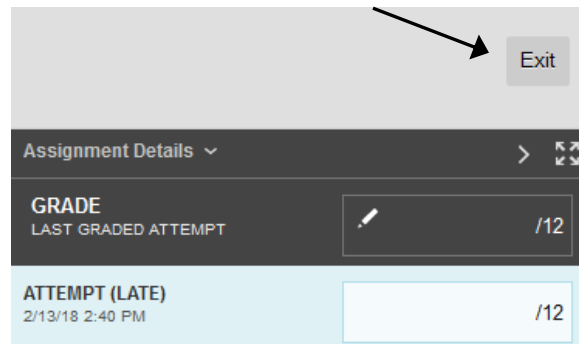 Exit
Assignment Details
GRADE
LAST GRADED ATTEMPT
/12
ATTEMPT (LATE)
2/13/18 2:40 PM
/12